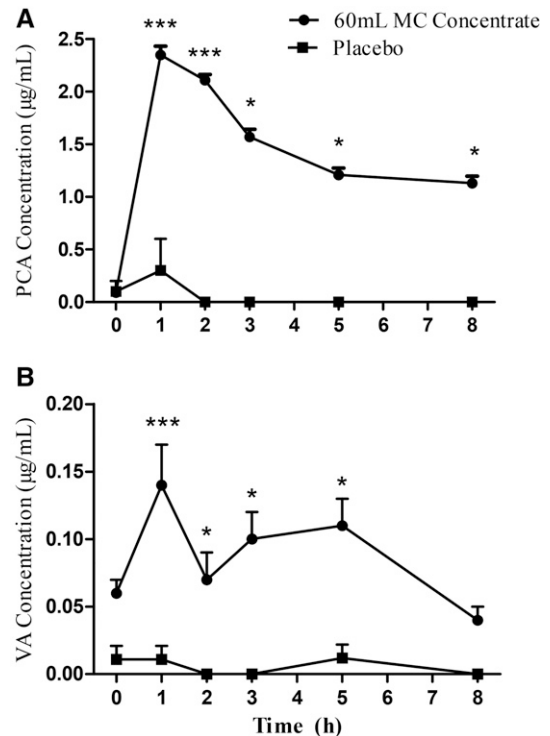 A
60mL MC Concentrate
Placebo
PCA Concentration (µg/mL)
2.5
2.0
1.5
1.0
0.5
0.0
***
***
*
*
*
0 1 2 3 4 5 6 7 8
B
VA Concentration (µg/mL)
0.20
0.15
0.10
0.05
0.00
***
*
*
*
0 1 2 3 4 5 6 7 8
Time (h)